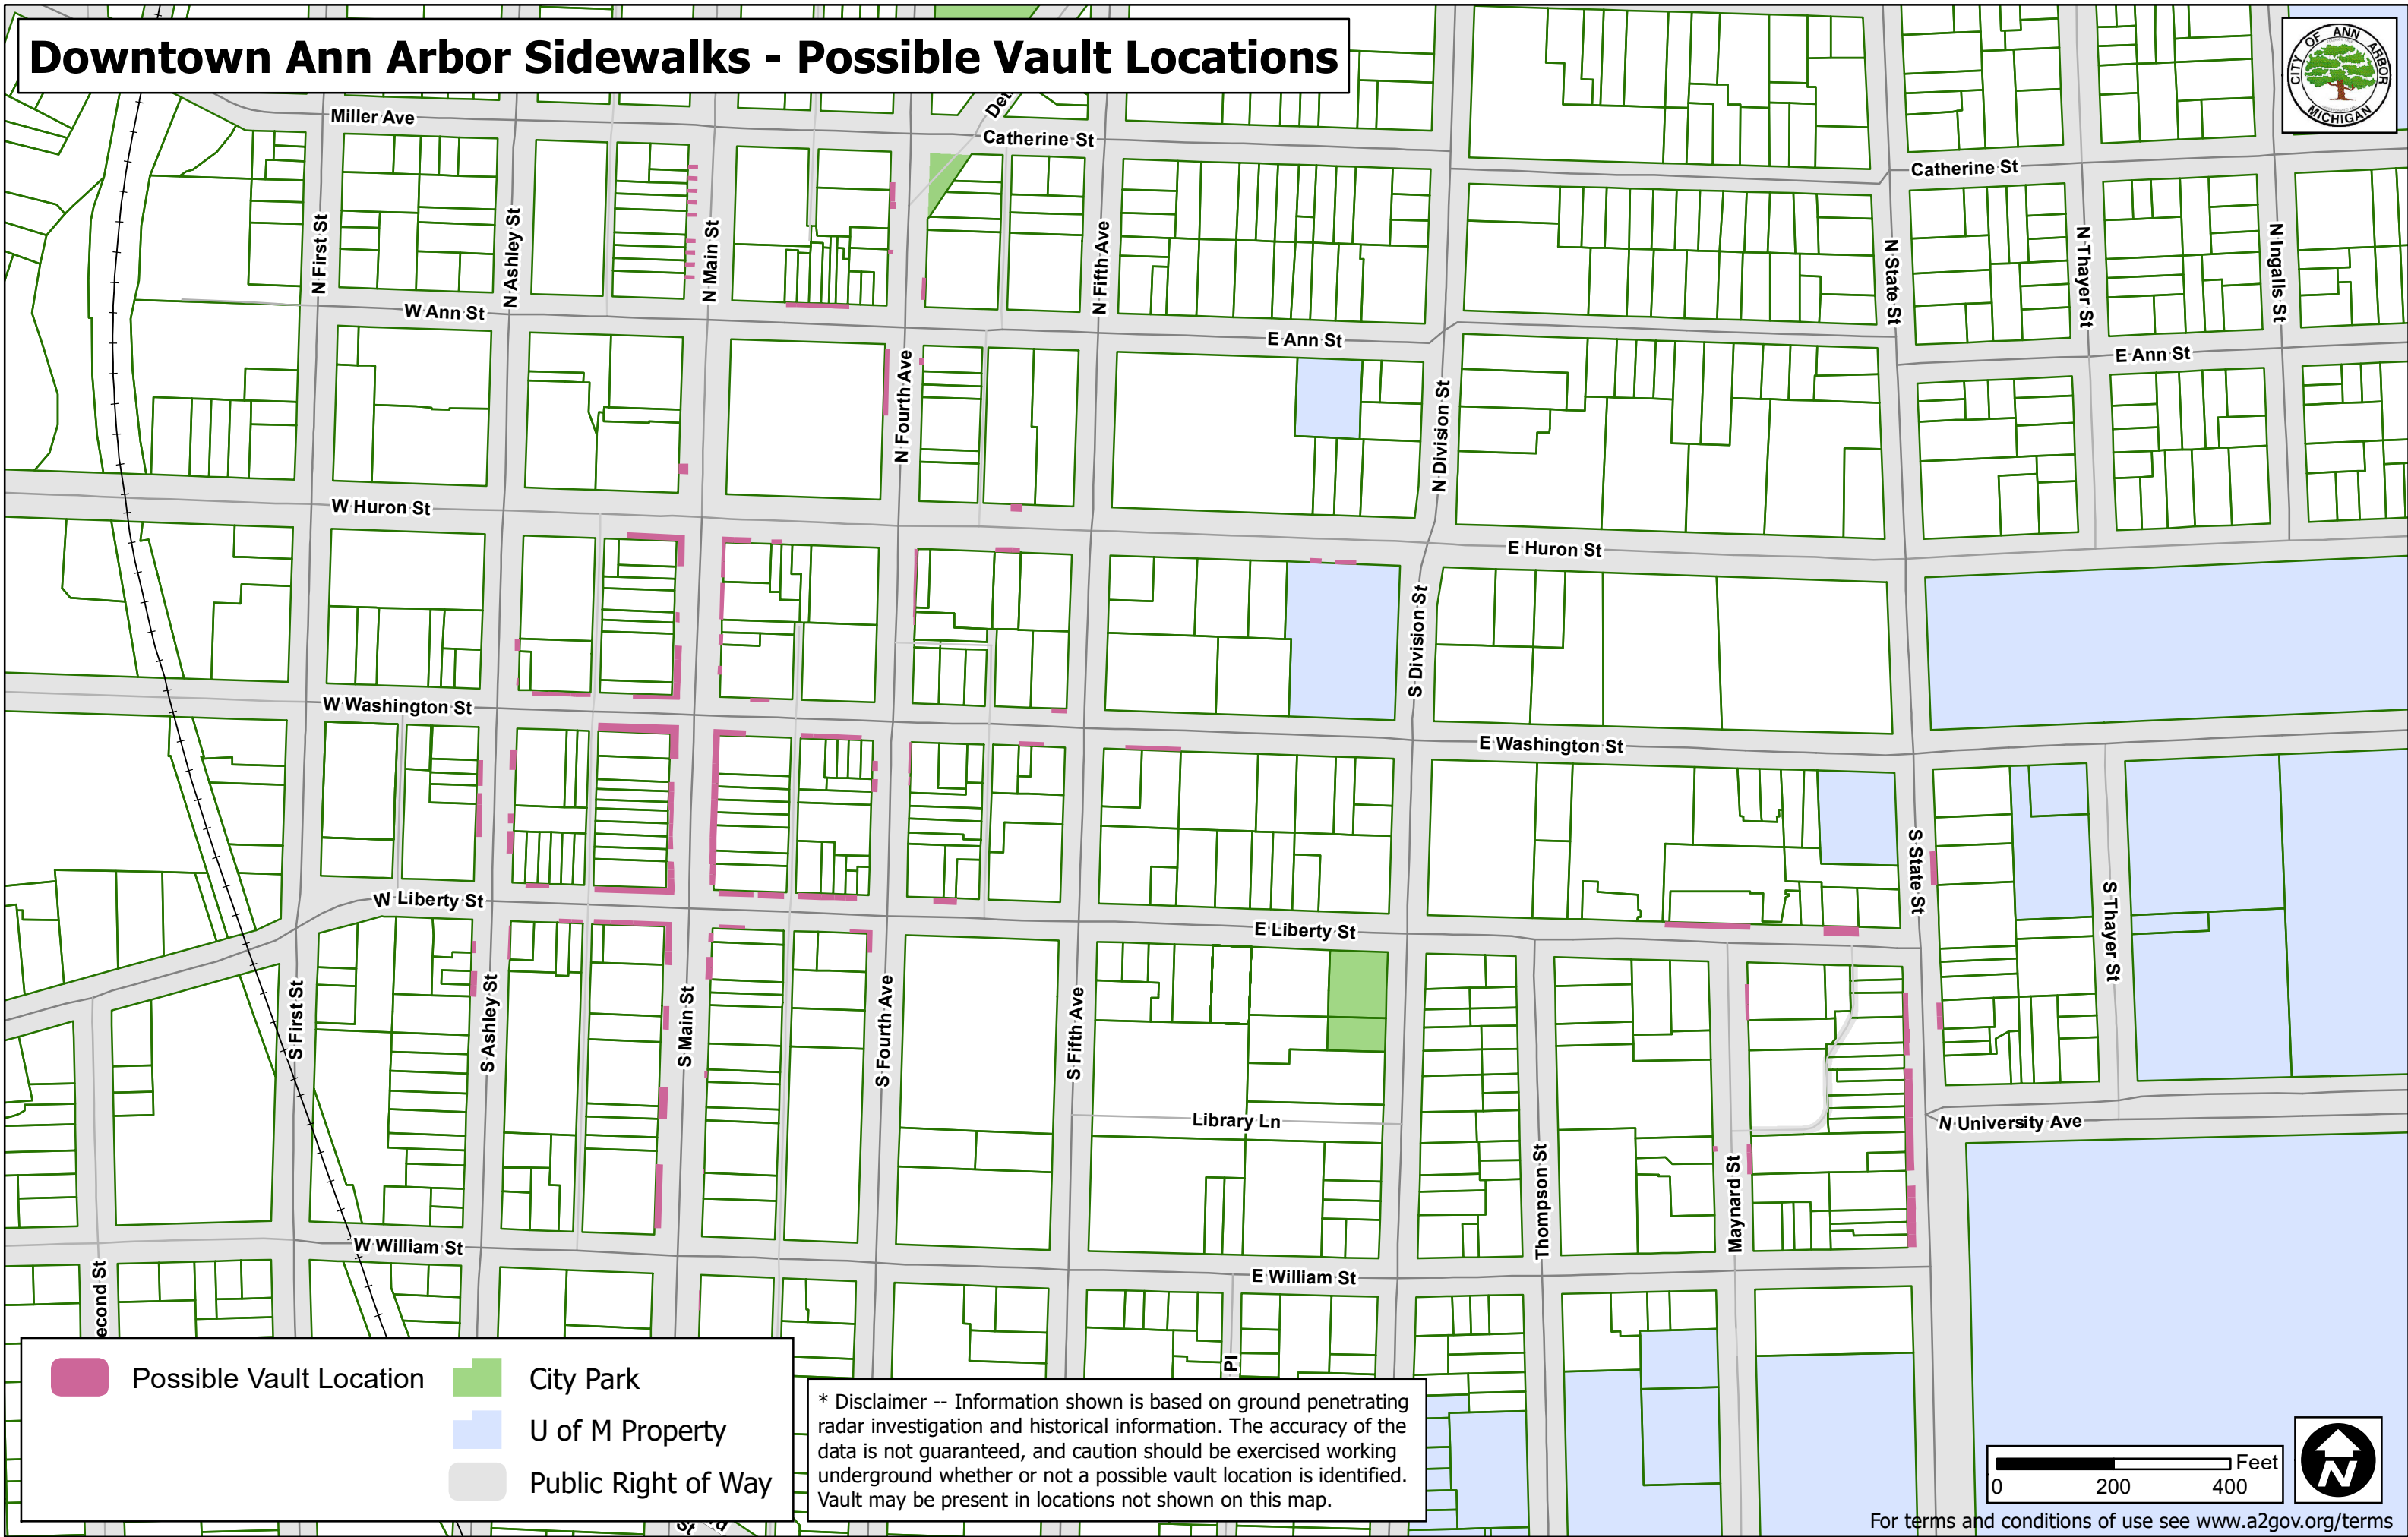 Downtown Ann Arbor Sidewalks - Possible Vault Locations
CITY OF ANN ARBOR
MICHIGAN
Miller Ave
Catherine St
Catherine St
N First St
N Ashley St
N Main St
N Fifth Ave
N State St
N Thayer St
N Ingalls St
W Ann St
E Ann St
E Ann St
N Fourth Ave
N Division St
W Huron St
E Huron St
S Division St
W Washington St
E Washington St
S State St
S Thayer St
W Liberty St
E Liberty St
S First St
S Ashley St
S Main St
S Fourth Ave
S Fifth Ave
Library Ln
N University Ave
Thompson St
Maynard St
W William St
E William St
econd St
Pl
St
Possible Vault Location
City Park
U of M Property
Public Right of Way
* Disclaimer -- Information shown is based on ground penetrating
radar investigation and historical information. The accuracy of the
data is not guaranteed, and caution should be exercised working
underground whether or not a possible vault location is identified.
Vault may be present in locations not shown on this map.
Feet
0 200 400
N
For terms and conditions of use see www.a2gov.org/terms